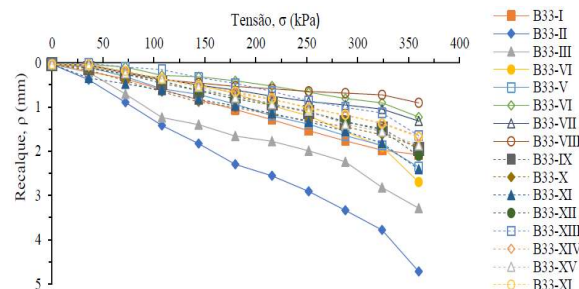 Tensão, σ (kPa)
0 50 100 150 200 250 300 350 400
0
1
2
3
4
5
Recalque, ρ (mm)
B33-I
B33-II
B33-III
B33-VI
B33-V
B33-VI
B33-VII
B33-VIII
B33-IX
B33-X
B33-XI
B33-XII
B33-XIII
B33-XIV
B33-XV
B33-XI